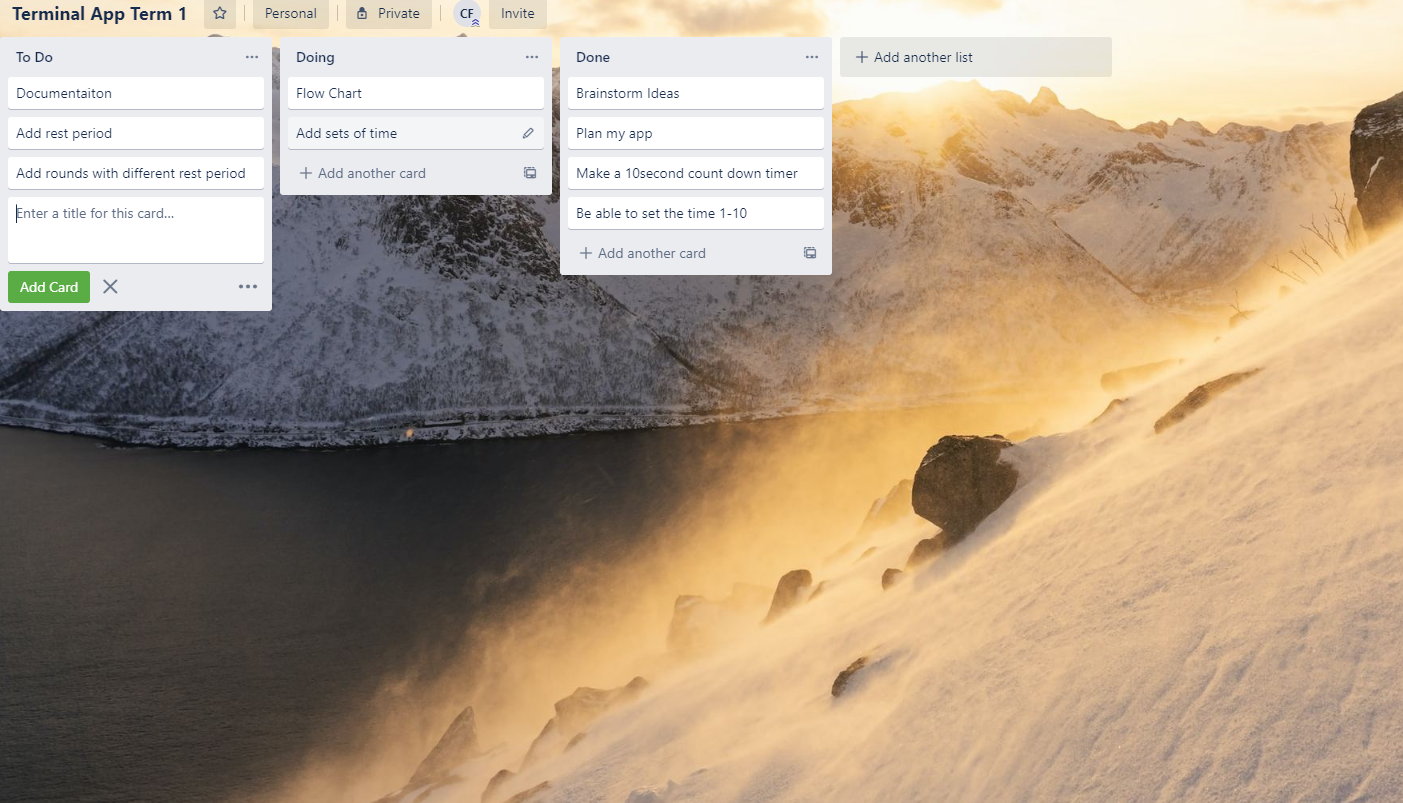 Terminal App Term 1
Personal
Private
CF
Invite
To Do
Documentaiton
Add rest period
Add rounds with different rest period
Enter a title for this card...
Add Card
Doing
Flow Chart
Add sets of time
Add another card
Done
Brainstorm Ideas
Plan my app
Make a 10second count down timer
Be able to set the time 1-10
Add another card
Add another list